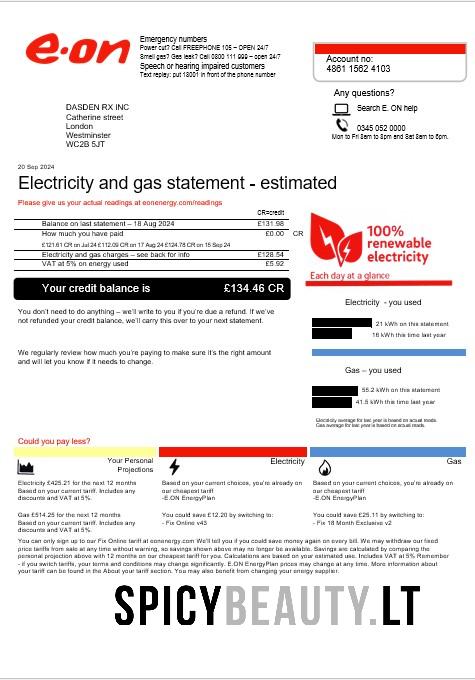 e·on
Emergency numbers
Power cut? Call FREEPHONE 105 – OPEN 24/7
Smell gas? Gas leak? Call 0800 111 999 – open 24/7
Speech or hearing impaired customers
Text replay: put 18001 in front of the phone number
Account no:
4861 1562 4103
Any questions?
Search E. ON help
0345 052 0000
Mon to Fri 8am to 8pm and Sat 8am to 6pm.
DASDEN RX INC
Catherine street
London
Westminster
WC2B 5JT
20 Sep 2024
Electricity and gas statement - estimated
Please give us your actual readings at eonenergy.com/readings
CR=credit
Balance on last statement – 18 Aug 2024 £131.98
How much you have paid £0.00 CR
£121.61 CR on Jul 24 £112.09 CR on 17 Aug 24 £124.78 CR on 15 Sep 24
Electricity and gas charges – see back for info £128.54
VAT at 5% on energy used £5.92
Your credit balance is £134.46 CR
You don't need to do anything – we'll write to you if you're due a refund. If we've
not refunded your credit balance, we'll carry this over to your next statement.
We regularly review how much you're paying to make sure it's the right amount
and will let you know if it needs to change.
100%
renewable
electricity
Each day at a glance
Electricity - you used
21 kWh on this statement
16 kWh this time last year
Gas – you used
55.2 kWh on this statement
41.5 kWh this time last year
Electricity average for last year is based on actual reads.
Gas average for last year is based on actual reads.
Could you pay less?
Your Personal
Projections
Electricity £425.21 for the next 12 months
Based on your current tariff. Includes any
discounts and VAT at 5%.
Gas £514.25 for the next 12 months
Based on your current tariff. Includes any
discounts and VAT at 5%.
Electricity
Based on your current choices, you're already on
our cheapest tariff
-E.ON EnergyPlan
You could save £12.20 by switching to:
- Fix Online v43
Gas
Based on your current choices, you're already on
our cheapest tariff
-E.ON EnergyPlan
You could save £25.11 by switching to:
- Fix 18 Month Exclusive v2
You can only sign up to our Fix Online tariff at eonenergy.com We'll tell you if you could save money again on every bill. We may withdraw our feed
price tariffs from sale at any time without warning, so savings shown above may no longer be available. Savings are calculated by comparing the
personal projection above with 12 months on our cheapest tariff for you. Calculations are based on your estimated use. Includes VAT at 5% Remember
- if you switch tariffs, your terms and conditions may change significantly. E.ON EnergyPlan prices may change at any time. More information about
your tariff can be found in the About your tariff section. You may also benefit from changing your energy supplier.
SPICYBEAUTY.LT